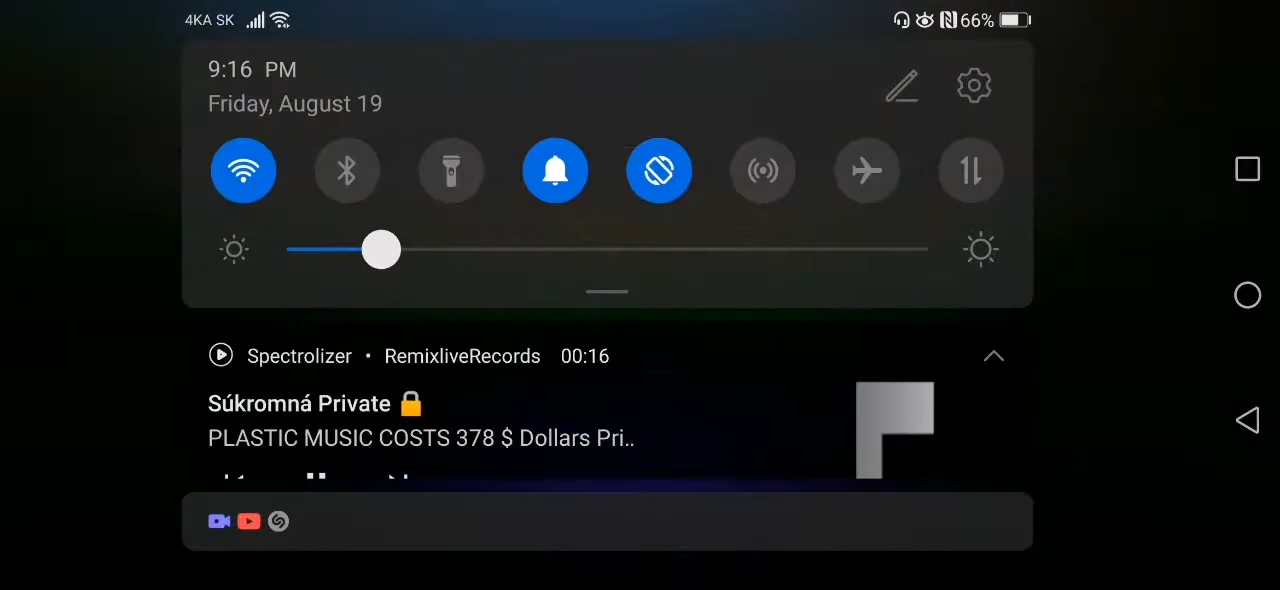 4KA SK 66%
9:16 PM
Friday, August 19
Spectrolizer • RemixliveRecords 00:16
Súkromná Private 🔒
PLASTIC MUSIC COSTS 378 $ Dollars Pri..